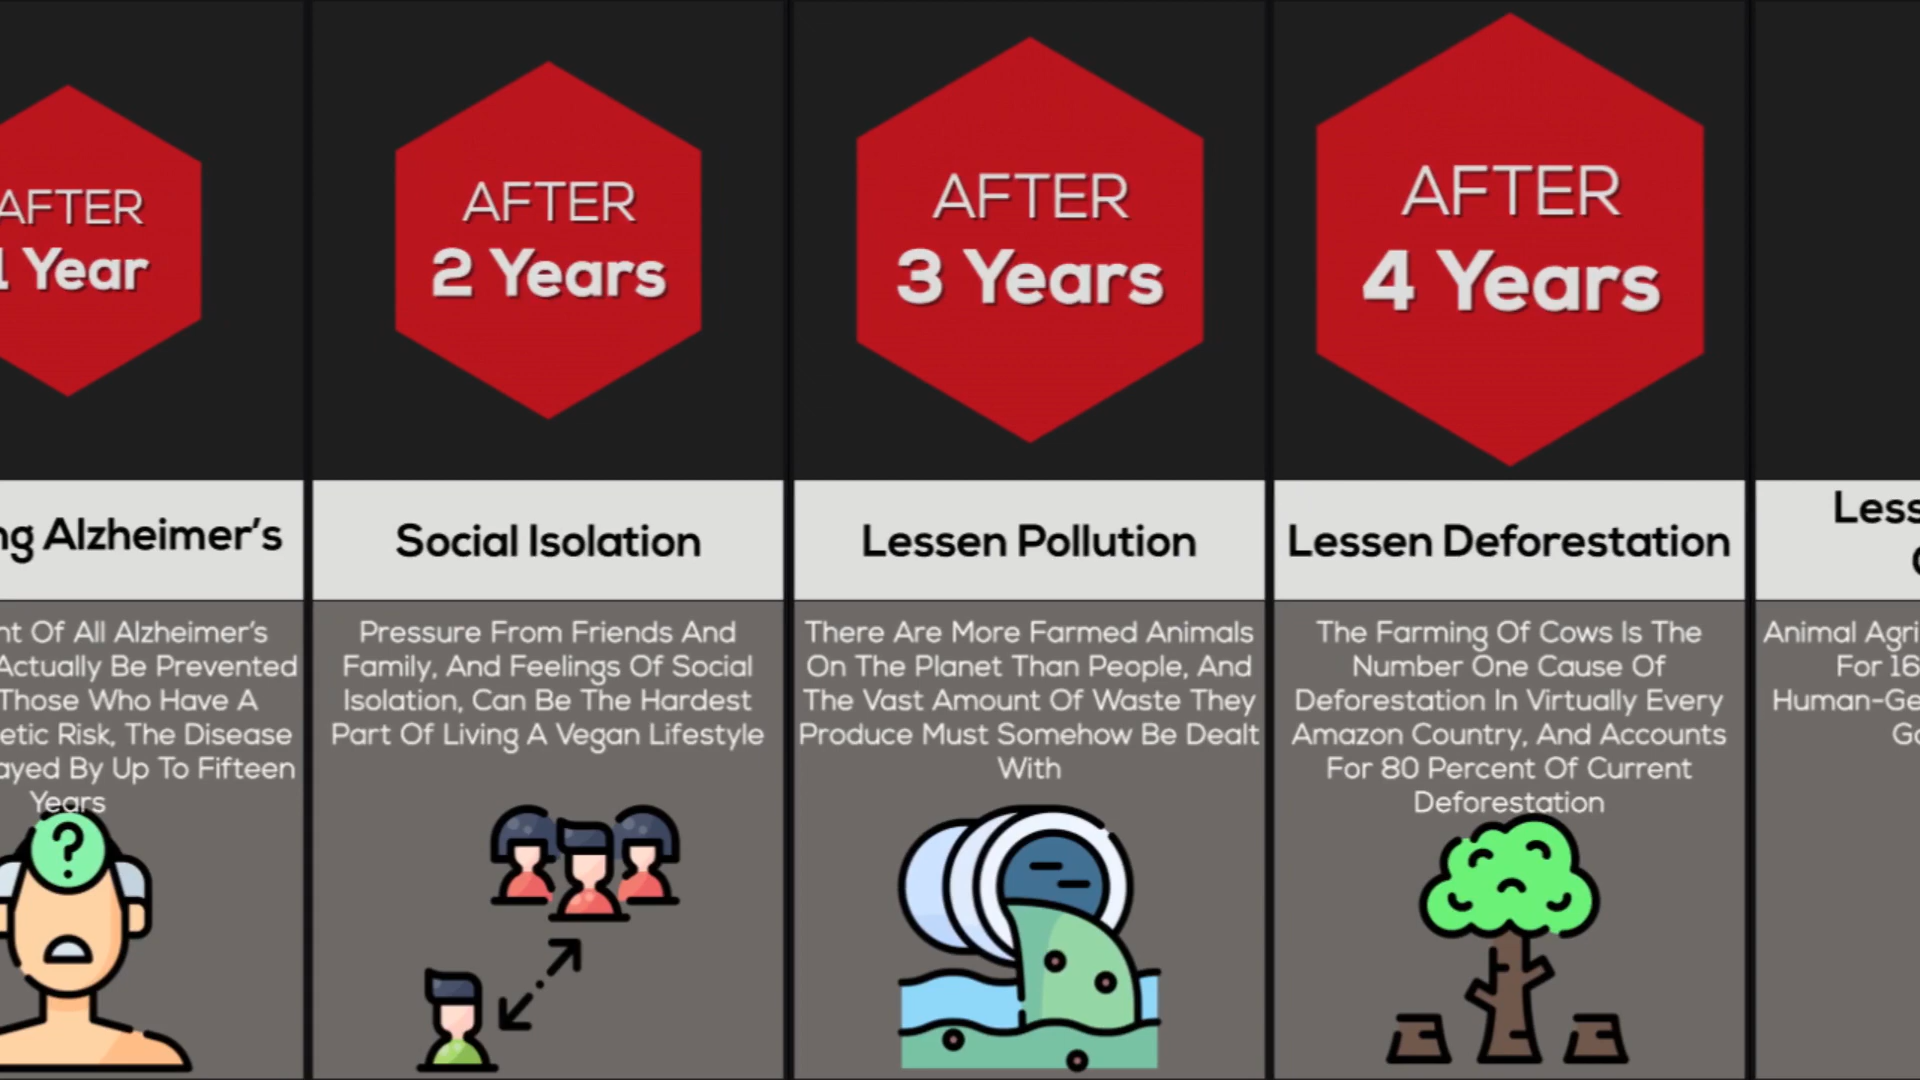 AFTER
1 Year
ng Alzheimer's
nt Of All Alzheimer's
Actually Be Prevented
Those Who Have A
etic Risk, The Disease
ayed By Up To Fifteen
Years
?
AFTER
2 Years
Social Isolation
Pressure From Friends And
Family, And Feelings Of Social
Isolation, Can Be The Hardest
Part Of Living A Vegan Lifestyle
AFTER
3 Years
Lessen Pollution
There Are More Farmed Animals
On The Planet Than People, And
The Vast Amount Of Waste They
Produce Must Somehow Be Dealt
With
AFTER
4 Years
Lessen Deforestation
The Farming Of Cows Is The
Number One Cause Of
Deforestation In Virtually Every
Amazon Country, And Accounts
For 80 Percent Of Current
Deforestation
Less
Animal Agri
For 16
Human-Ge
Ga